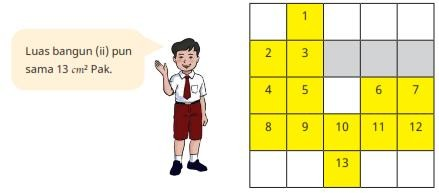 Luas bangun (ii) pun
sama 13 cm² Pak.
1
2 3
4 5 6 7
8 9 10 11 12
13